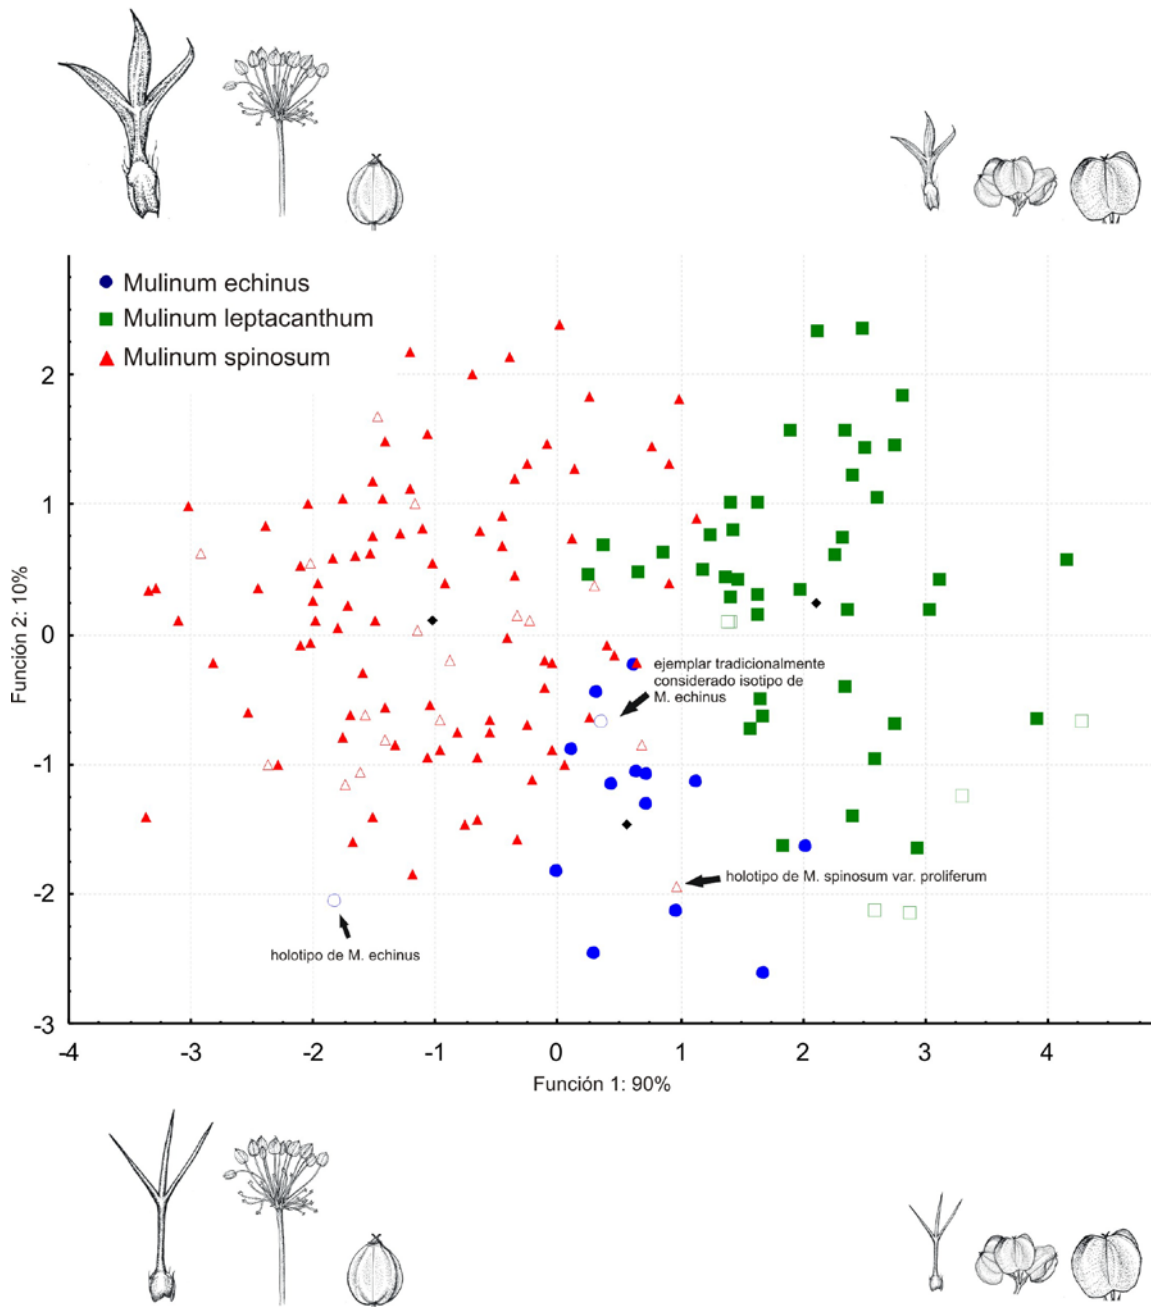 Mulinum echinus
Mulinum leptacanthum
Mulinum spinosum
2
1
0
-1
-2
-3
Función 2: 10%
ejemplar tradicionalmente
considerado isotipo de
M. echinus
holotipo de M. spinosum var. proliferum
holotipo de M. echinus
-4
-3
-2
-1
0
1
2
3
4
Función 1: 90%